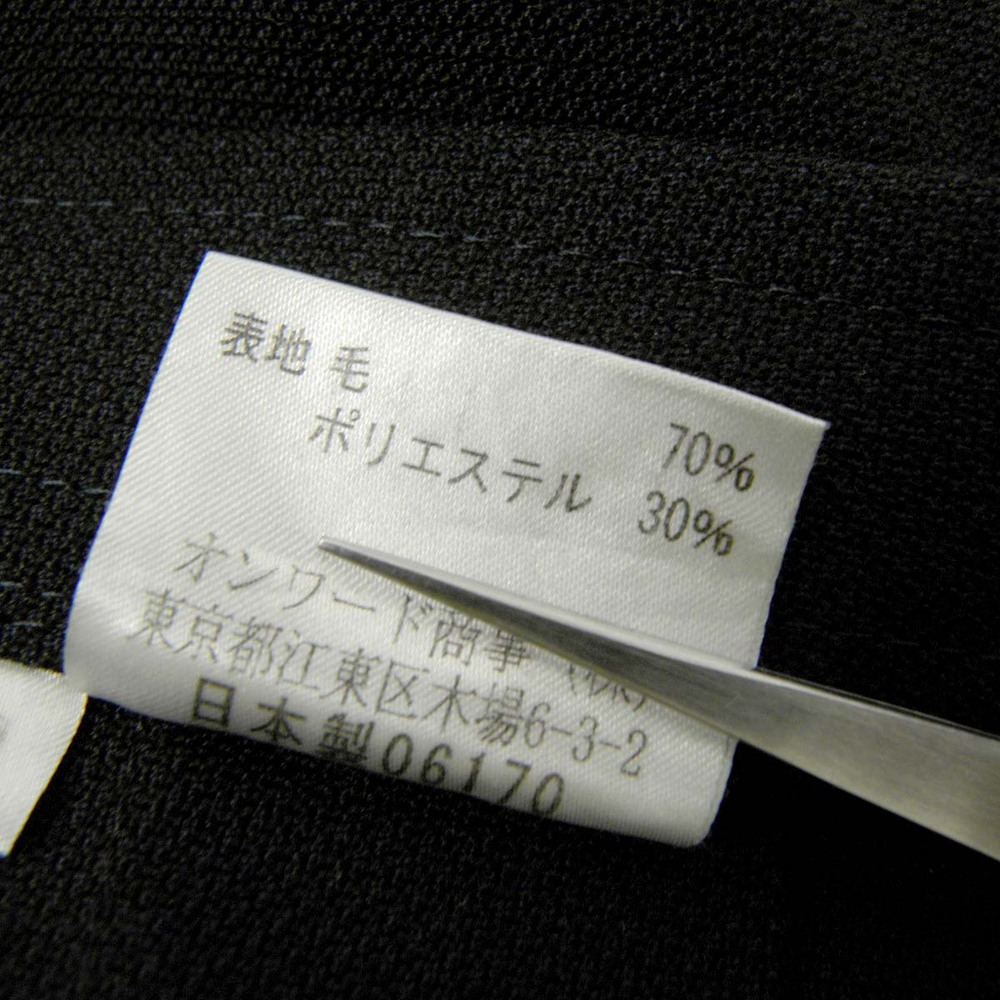 表地 毛 70%
ポリエステル 30%
オンワード商事(株)
東京都江東区木場6-3-2
日本製06170